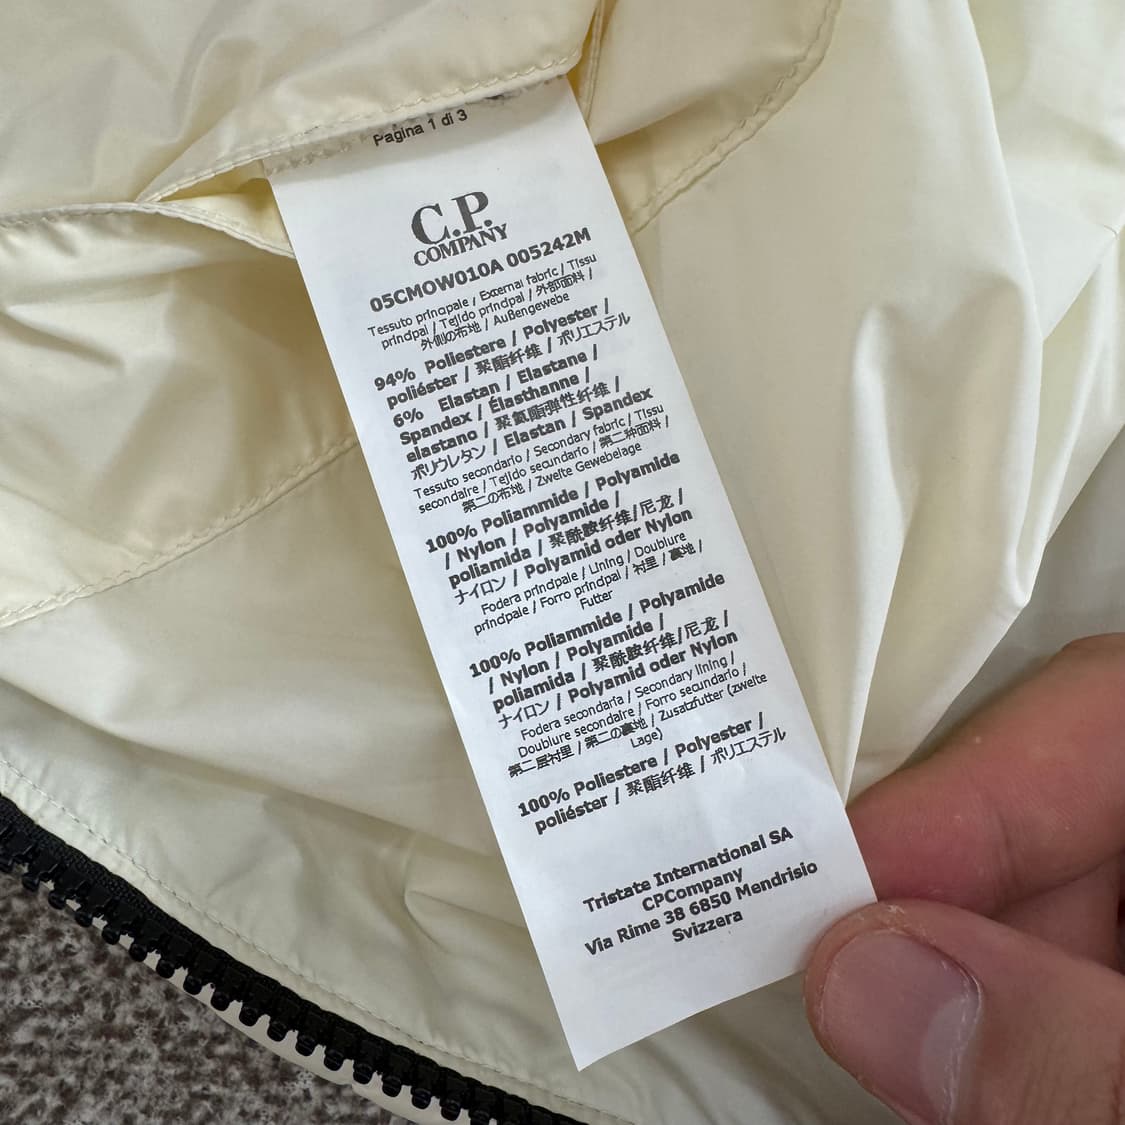 Pagina 1 di 3
C.P.
COMPANY
05CMOW010A 005242M
Tessuto principale / External fabric / Tissu
principal / Tejido principal / 外部面料 /
外側の布地 / Außengewebe
94% Poliestere / Polyester /
poliéster / 聚酯纤维 / ポリエステル
6% Elastan / Elastane /
Spandex / Élasthanne /
elastano / 聚氨酯弹性纤维 /
ポリウレタン / Elastan / Spandex
Tessuto secondario / Secondary fabric / Tissu
secondaire / Tejido secundario / 第二种面料 /
第二の布地 / Zweite Gewebelage
100% Poliammide / Polyamide
/ Nylon / Polyamide /
poliamida / 聚酰胺纤维/尼龙 /
ナイロン / Polyamid oder Nylon
Fodera principale / Lining / Doublure
principale / Forro principal / 衬里 / 裏地 /
Futter
100% Poliammide / Polyamide
/ Nylon / Polyamide /
poliamida / 聚酰胺纤维/尼龙 /
ナイロン / Polyamid oder Nylon
Fodera secondaria / Secondary lining /
Doublure secondaire / Forro secundario /
第二层衬里 / 第二の裏地 / Zusatzfutter (zweite
Lage)
100% Poliestere / Polyester /
poliéster / 聚酯纤维 / ポリエステル
Tristate International SA
CPCompany
Via Rime 38 6850 Mendrisio
Svizzera